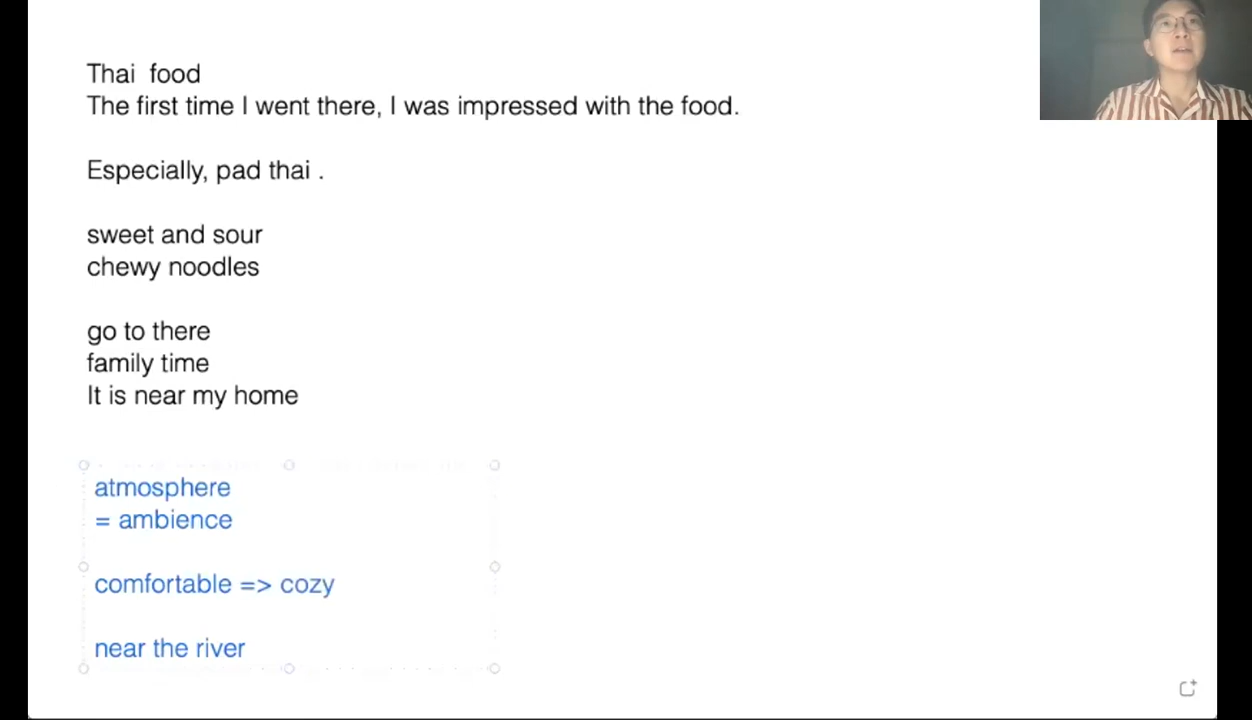 Thai food
The first time I went there, I was impressed with the food.
Especially, pad thai .
sweet and sour
chewy noodles
go to there
family time
It is near my home
atmosphere
= ambience
comfortable => cozy
near the river